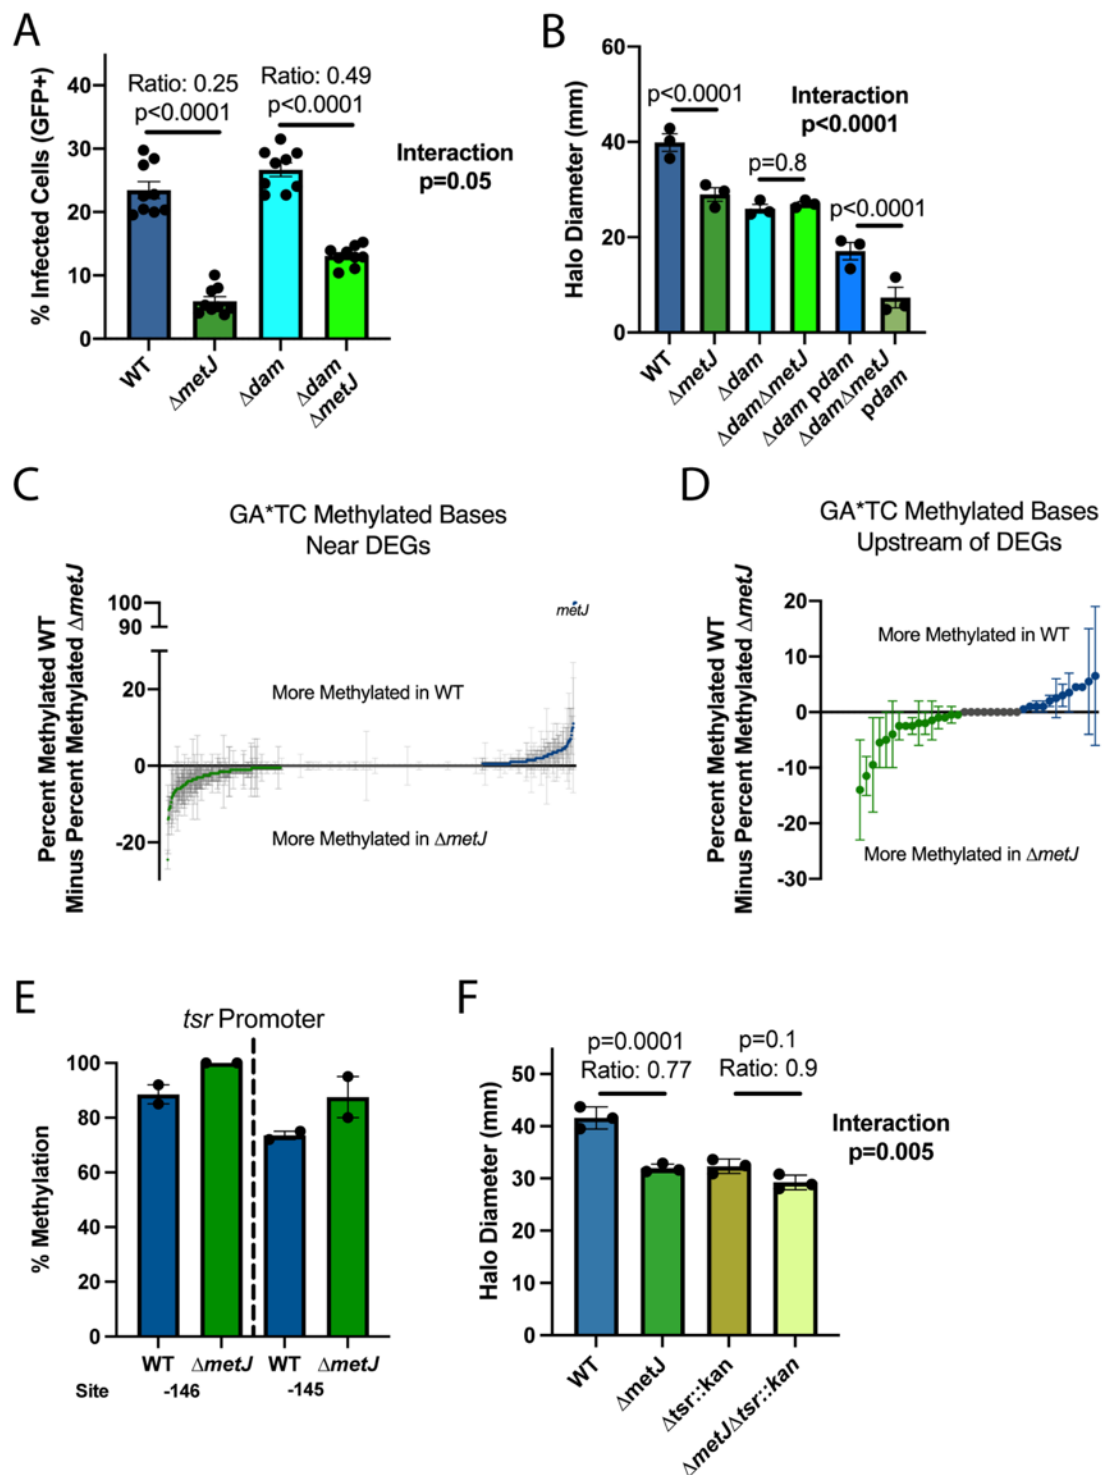 A
% Infected Cells (GFP+)
40
30
20
10
0
Ratio: 0.25
p<0.0001
Ratio: 0.49
p<0.0001
Interaction
p=0.05
WT
ΔmetJ
Δdam
Δdam
ΔmetJ
B
Halo Diameter (mm)
60
40
20
0
p<0.0001
Interaction
p<0.0001
p=0.8
p<0.0001
WT
ΔmetJ
Δdam
ΔdamΔmetJ
Δdam pdam
ΔdamΔmetJ
pdam
C
GA*TC Methylated Bases
Near DEGs
Percent Methylated WT
Minus Percent Methylated ΔmetJ
100
90
20
0
-20
metJ
More Methylated in WT
More Methylated in ΔmetJ
D
GA*TC Methylated Bases
Upstream of DEGs
Percent Methylated WT
Minus Percent Methylated ΔmetJ
20
10
0
-10
-20
-30
More Methylated in WT
More Methylated in ΔmetJ
E
tsr Promoter
% Methylation
100
80
60
40
20
0
WT ΔmetJ WT ΔmetJ
Site -146 -145
F
Halo Diameter (mm)
50
40
30
20
10
0
p=0.0001
Ratio: 0.77
p=0.1
Ratio: 0.9
Interaction
p=0.005
WT
ΔmetJ
Δtsr::kan
ΔmetJΔtsr::kan